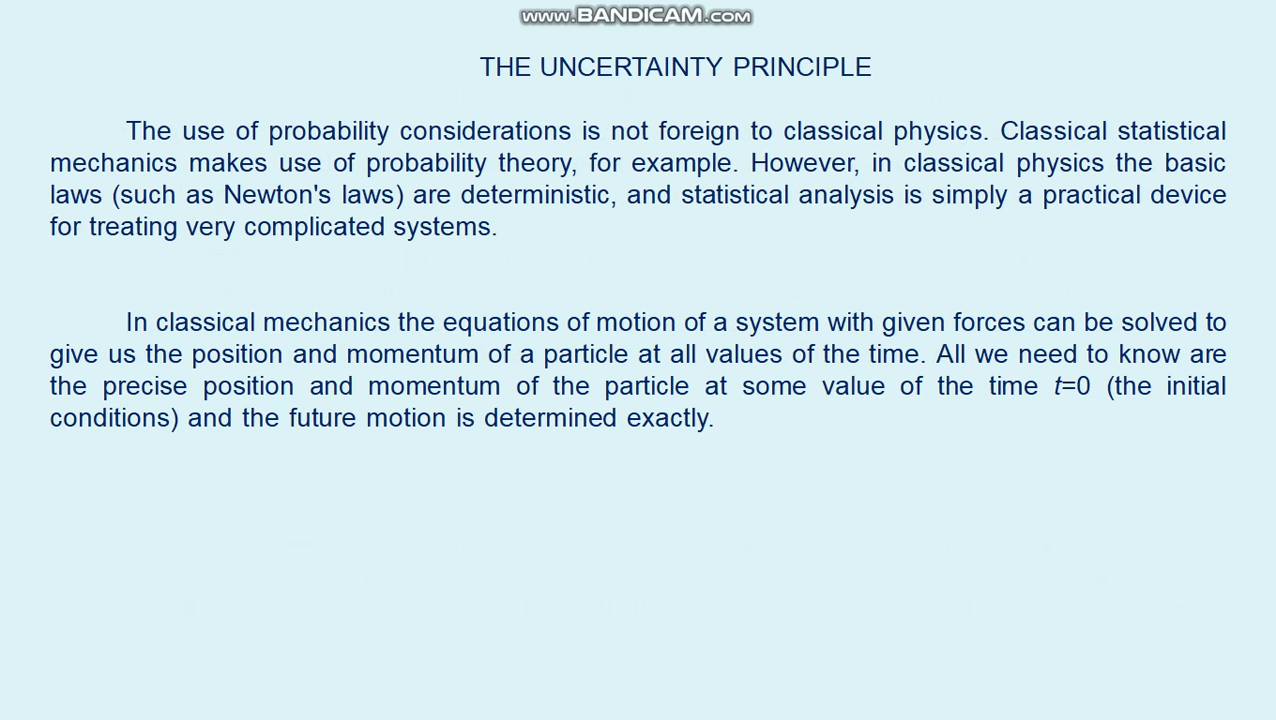 www.BANDICAM.com
THE UNCERTAINTY PRINCIPLE
The use of probability considerations is not foreign to classical physics. Classical statistical
mechanics makes use of probability theory, for example. However, in classical physics the basic
laws (such as Newton's laws) are deterministic, and statistical analysis is simply a practical device
for treating very complicated systems.
In classical mechanics the equations of motion of a system with given forces can be solved to
give us the position and momentum of a particle at all values of the time. All we need to know are
the precise position and momentum of the particle at some value of the time t=0 (the initial
conditions) and the future motion is determined exactly.